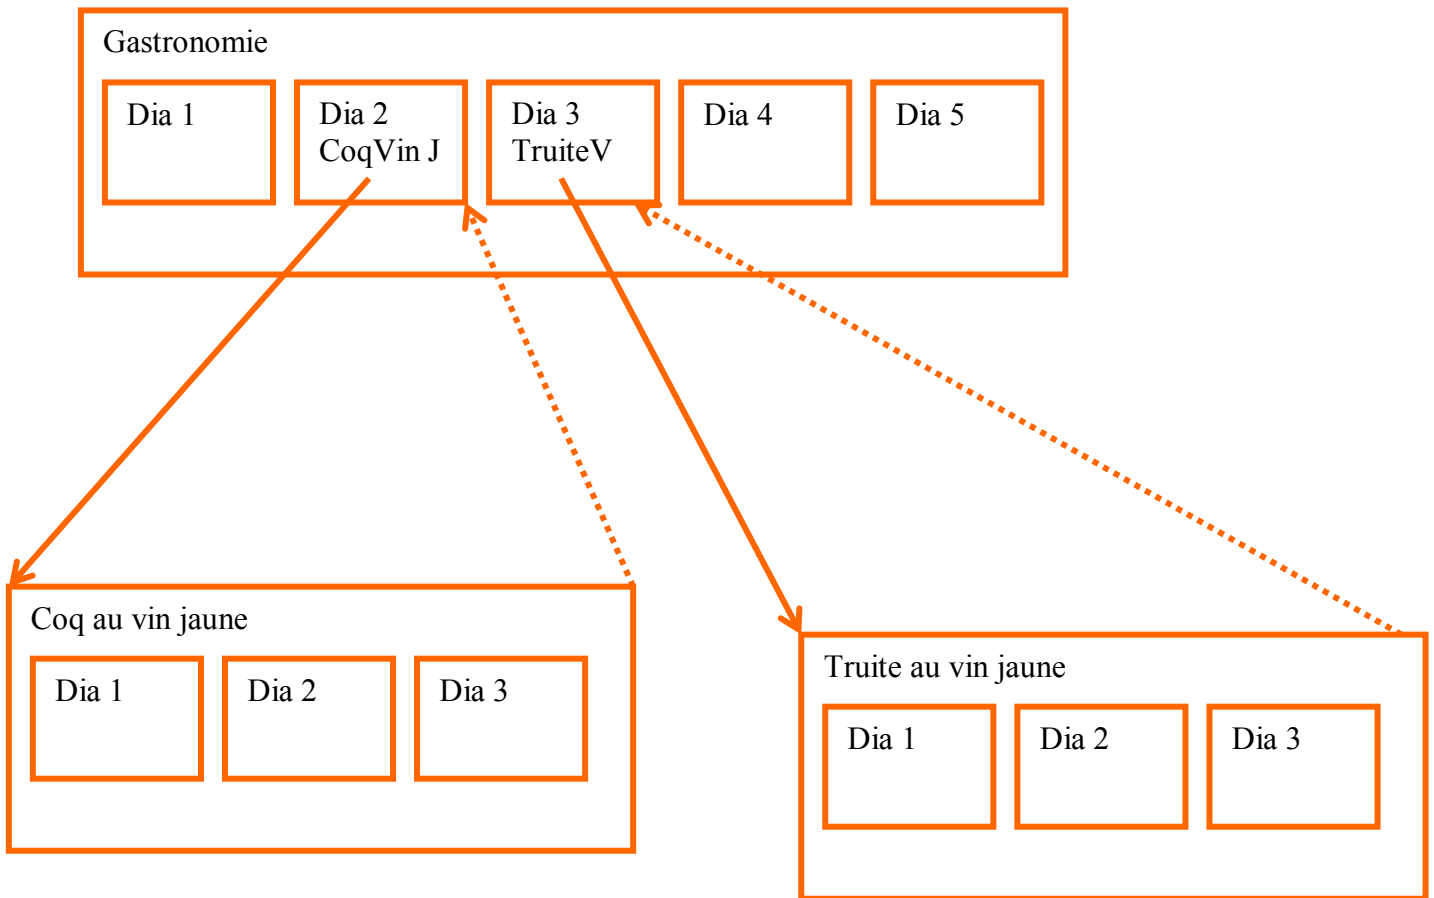 Gastronomie
Dia 1
Dia 2
CoqVin J
Dia 3
TruiteV
Dia 4
Dia 5
Coq au vin jaune
Dia 1
Dia 2
Dia 3
Truite au vin jaune
Dia 1
Dia 2
Dia 3